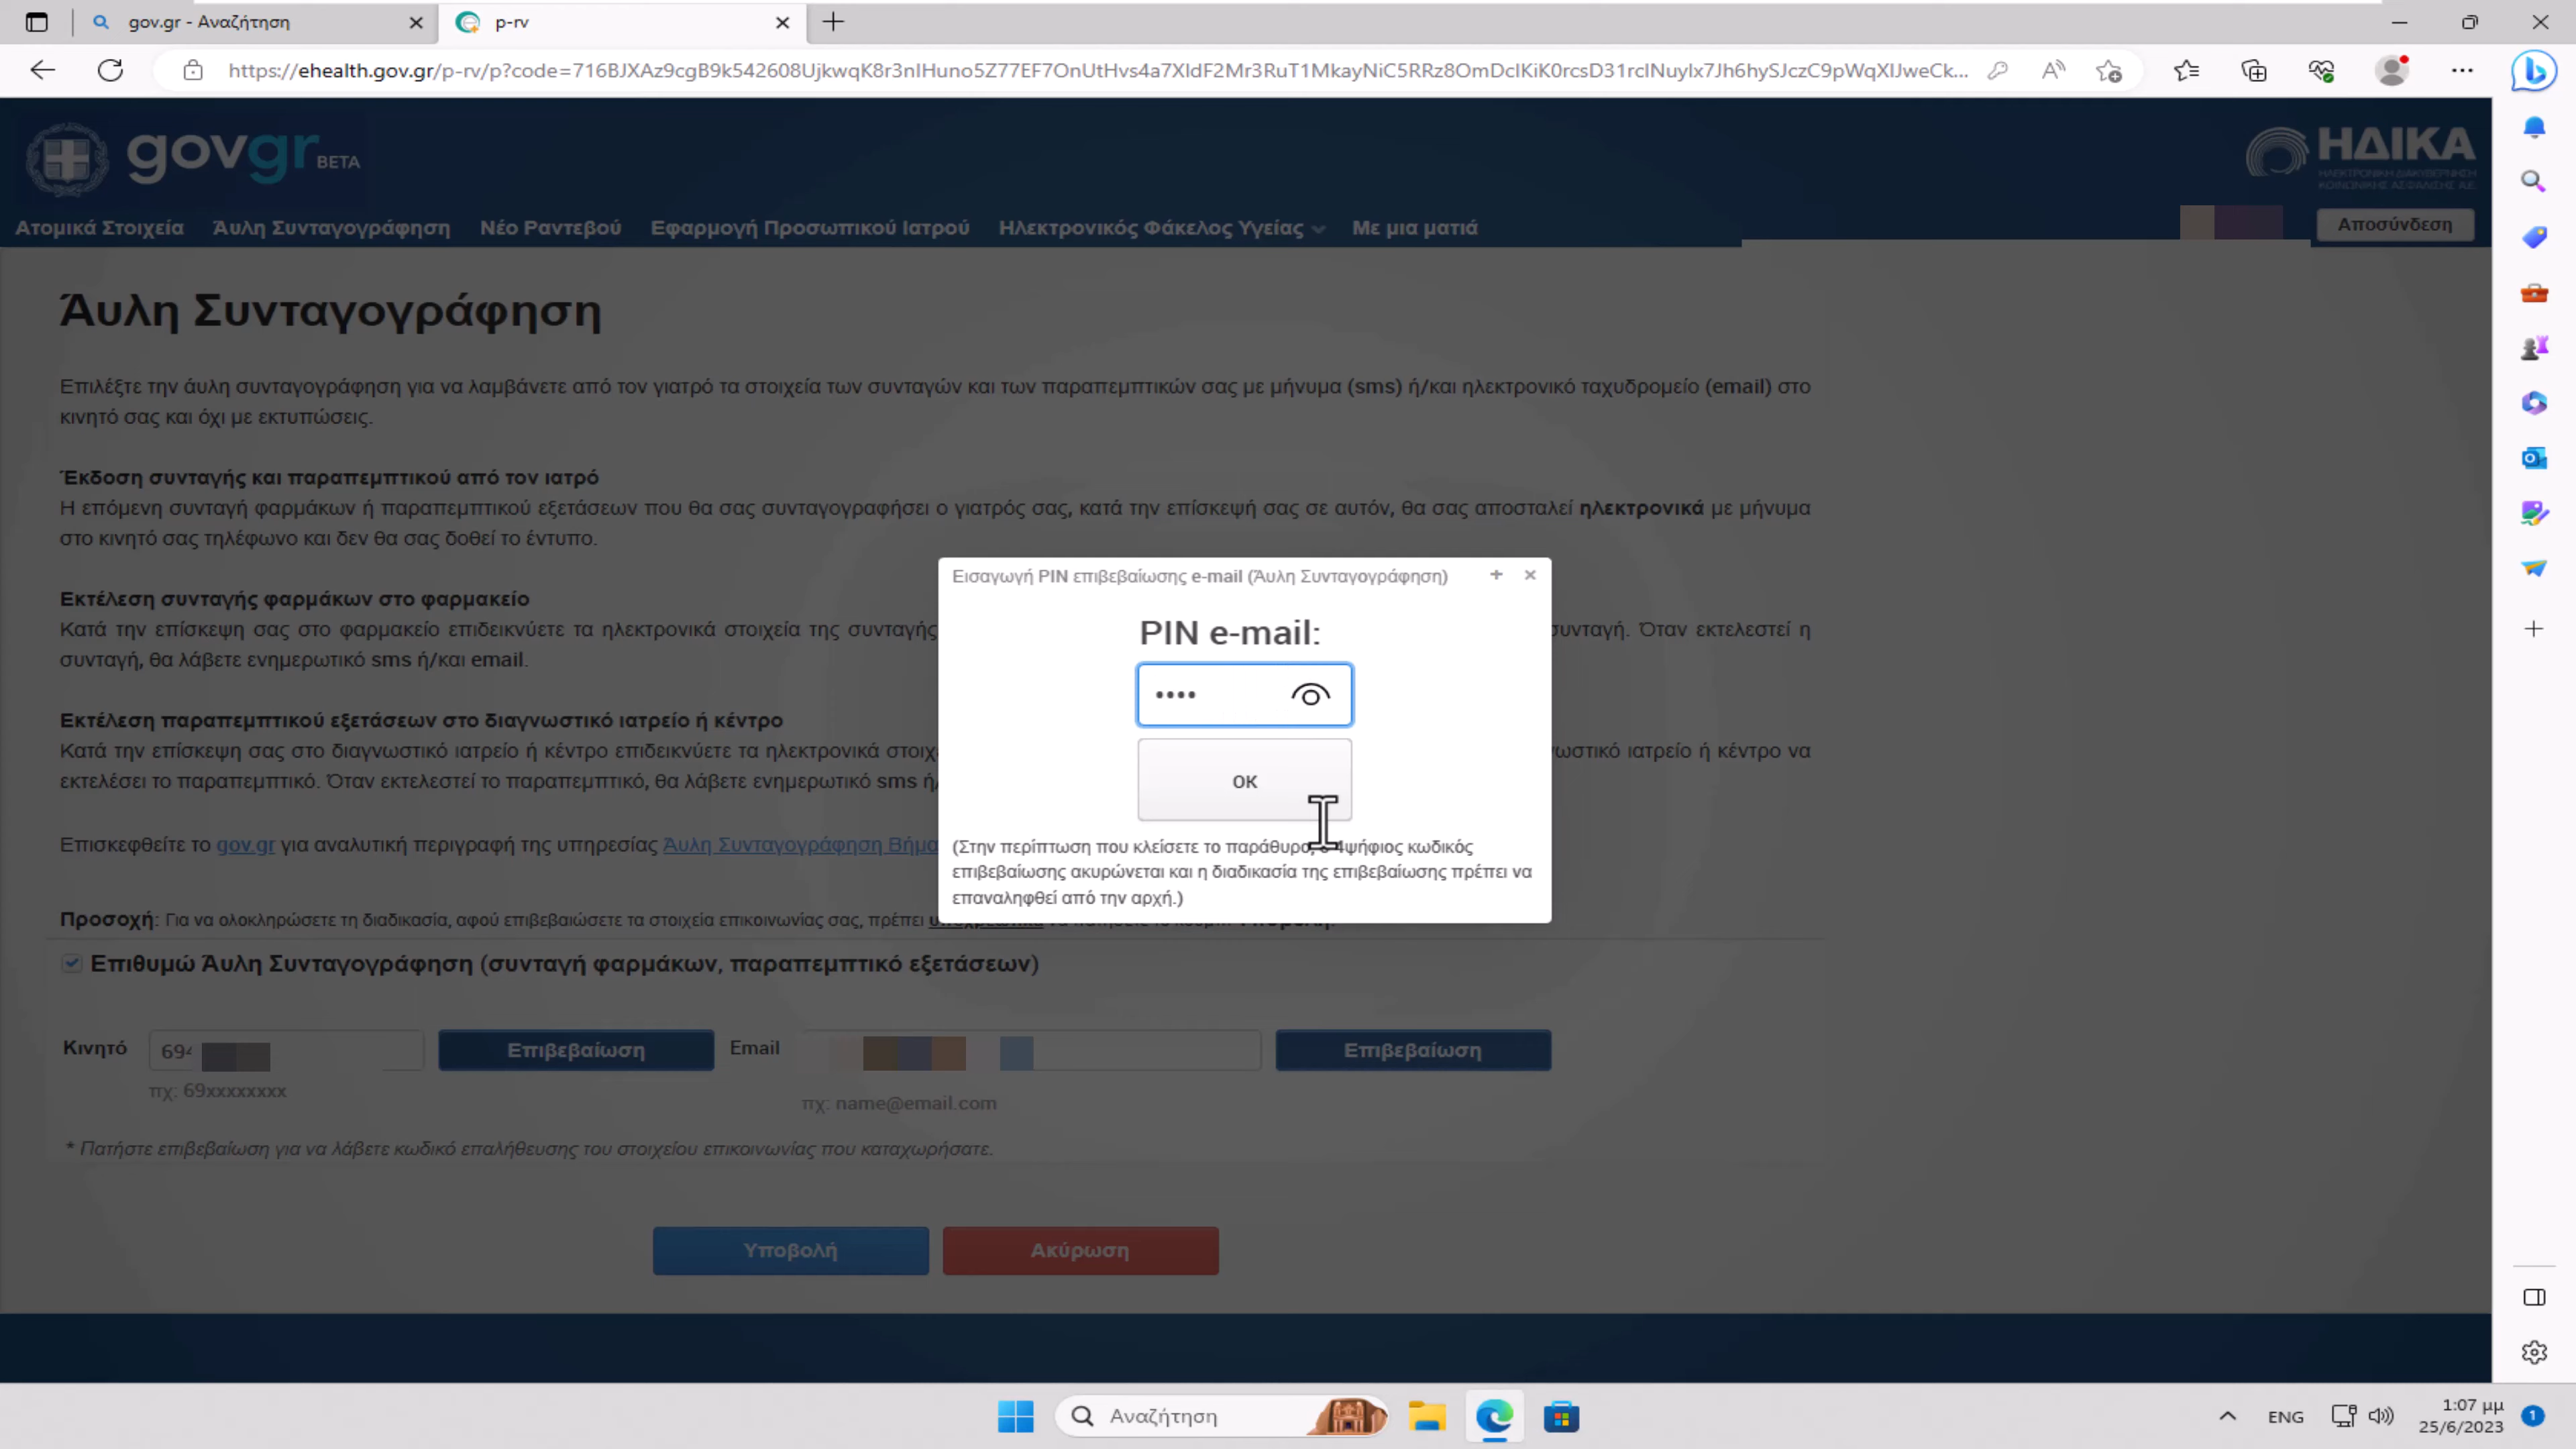 gov.gr - Αναζήτηση
p-rv
https://ehealth.gov.gr/p-rv/p?code=716BJXAz9cgB9k542608UjkwqK8r3nIHuno5Z77EF7OnUtHvs4a7XIdF2Mr3RuT1MkayNiC5RRz8OmDcIKiK0rcsD31rcINuyIx7Jh6hySJczC9pWqXIJweCk...
govgr BETA
ΗΔΙΚΑ
ΗΛΕΚΤΡΟΝΙΚΗ ΔΙΑΚΥΒΕΡΝΗΣΗ
ΚΟΙΝΩΝΙΚΗΣ ΑΣΦΑΛΙΣΗΣ Α.Ε.
Ατομικά Στοιχεία Άυλη Συνταγογράφηση Νέο Ραντεβού Εφαρμογή Προσωπικού Ιατρού Ηλεκτρονικός Φάκελος Υγείας Με μια ματιά
Αποσύνδεση
Άυλη Συνταγογράφηση
Επιλέξτε την άυλη συνταγογράφηση για να λαμβάνετε από τον γιατρό τα στοιχεία των συνταγών και των παραπεμπτικών σας με μήνυμα (sms) ή/και ηλεκτρονικό ταχυδρομείο (email) στο
κινητό σας και όχι με εκτυπώσεις.
Έκδοση συνταγής και παραπεμπτικού από τον ιατρό
Η επόμενη συνταγή φαρμάκων ή παραπεμπτικού εξετάσεων που θα σας συνταγογραφήσει ο γιατρός σας, κατά την επίσκεψή σας σε αυτόν, θα σας αποσταλεί ηλεκτρονικά με μήνυμα
στο κινητό σας τηλέφωνο και δεν θα σας δοθεί το έντυπο.
Εκτέλεση συνταγής φαρμάκων στο φαρμακείο
Κατά την επίσκεψη σας στο φαρμακείο επιδεικνύετε τα ηλεκτρονικά στοιχεία της συνταγής συνταγή. Όταν εκτελεστεί η
συνταγή, θα λάβετε ενημερωτικό sms ή/και email.
Εκτέλεση παραπεμπτικού εξετάσεων στο διαγνωστικό ιατρείο ή κέντρο
Κατά την επίσκεψη σας στο διαγνωστικό ιατρείο ή κέντρο επιδεικνύετε τα ηλεκτρονικά στοιχε γνωστικό ιατρείο ή κέντρο να
εκτελέσει το παραπεμπτικό. Όταν εκτελεστεί το παραπεμπτικό, θα λάβετε ενημερωτικό sms ή/
Επισκεφθείτε το gov.gr για αναλυτική περιγραφή της υπηρεσίας Άυλη Συνταγογράφηση Βήμα
Προσοχή: Για να ολοκληρώσετε τη διαδικασία, αφού επιβεβαιώσετε τα στοιχεία επικοινωνίας σας, πρέπει
Εισαγωγή PIN επιβεβαίωσης e-mail (Άυλη Συνταγογράφηση)
PIN e-mail:
••••
ΟΚ
(Στην περίπτωση που κλείσετε το παράθυρο, ο 4ψήφιος κωδικός
επιβεβαίωσης ακυρώνεται και η διαδικασία της επιβεβαίωσης πρέπει να
επαναληφθεί από την αρχή.)
Επιθυμώ Άυλη Συνταγογράφηση (συνταγή φαρμάκων, παραπεμπτικό εξετάσεων)
Κινητό 694 Επιβεβαίωση Email Επιβεβαίωση
πχ: 69xxxxxxxx
πχ: name@email.com
* Πατήστε επιβεβαίωση για να λάβετε κωδικό επαλήθευσης του στοιχείου επικοινωνίας που καταχωρήσατε.
Υποβολή Ακύρωση
Αναζήτηση
ENG
1:07 μμ
25/6/2023
1